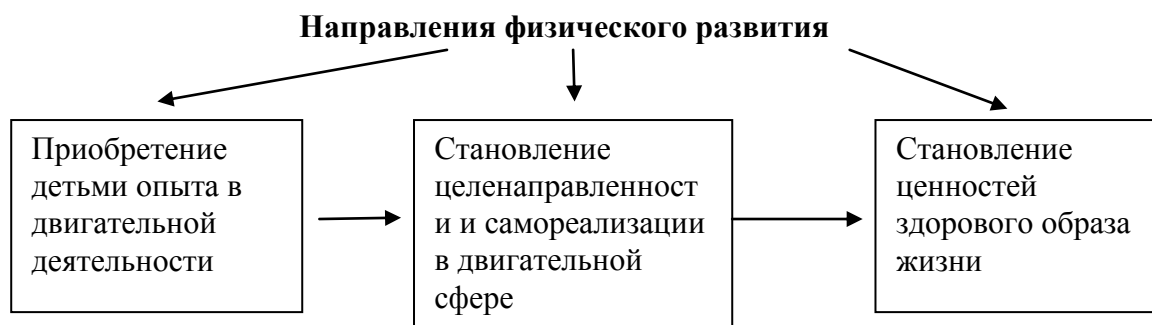 Направления физического развития
Приобретение
детьми опыта в
двигательной
деятельности
Становление
целенаправленност
и и самореализации
в двигательной
сфере
Становление
ценностей
здорового образа
жизни